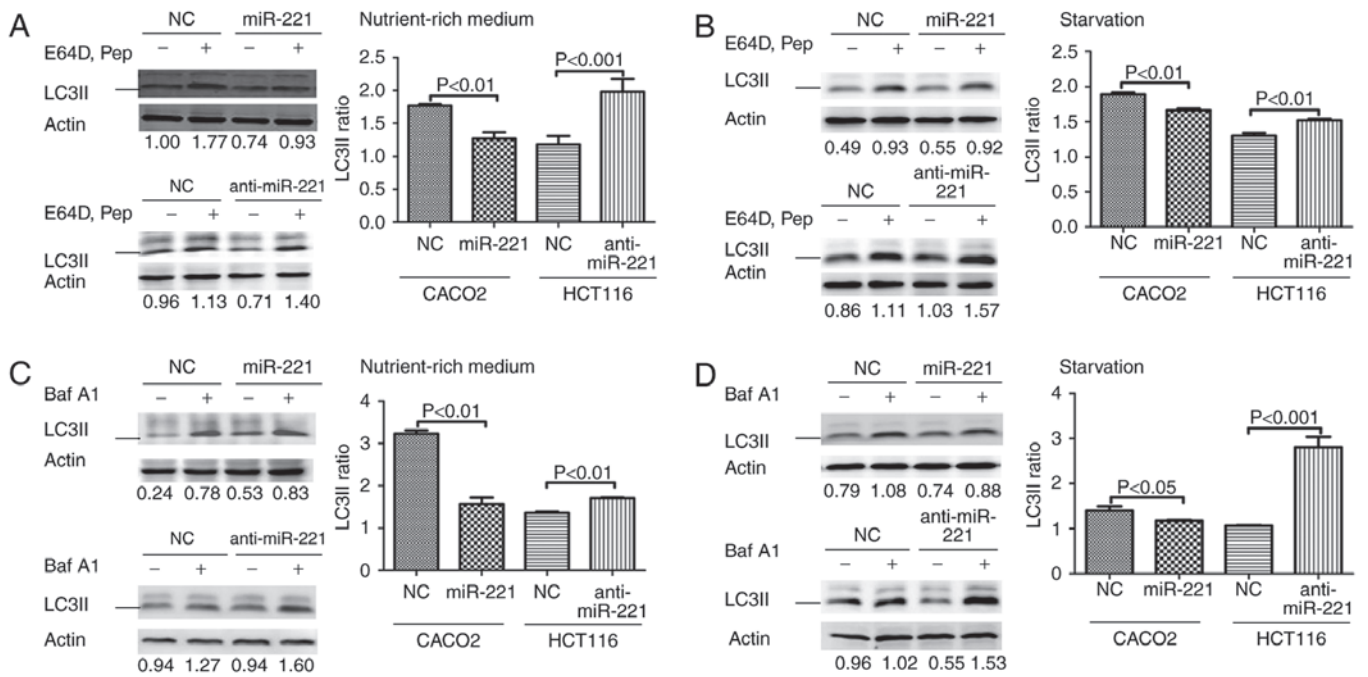 A
NC miR-221
E64D, Pep − + − +
LC3II
Actin
1.00 1.77 0.74 0.93
NC anti-miR-221
E64D, Pep − + − +
LC3II
Actin
0.96 1.13 0.71 1.40
Nutrient-rich medium
P<0.001
P<0.01
LC3II ratio
2.5
2.0
1.5
1.0
0.5
0.0
NC miR-221 NC anti-
miR-221
CACO2 HCT116
B
NC miR-221
E64D, Pep − + − +
LC3II
Actin
0.49 0.93 0.55 0.92
NC anti-miR-
221
E64D, Pep − + − +
LC3II
Actin
0.86 1.11 1.03 1.57
Starvation
P<0.01
P<0.01
LC3II ratio
2.5
2.0
1.5
1.0
0.5
0.0
NC miR-221 NC anti-
miR-221
CACO2 HCT116
C
NC miR-221
Baf A1 − + − +
LC3II
Actin
0.24 0.78 0.53 0.83
NC anti-miR-221
Baf A1 − + − +
LC3II
Actin
0.94 1.27 0.94 1.60
Nutrient-rich medium
P<0.01
P<0.01
LC3II ratio
4
3
2
1
0
NC miR-221 NC anti-
miR-221
CACO2 HCT116
D
NC miR-221
Baf A1 − + − +
LC3II
Actin
0.79 1.08 0.74 0.88
NC anti-miR-
221
Baf A1 − + − +
LC3II
Actin
0.96 1.02 0.55 1.53
Starvation
P<0.001
P<0.05
LC3II ratio
4
3
2
1
0
NC miR-221 NC anti-
miR-221
CACO2 HCT116